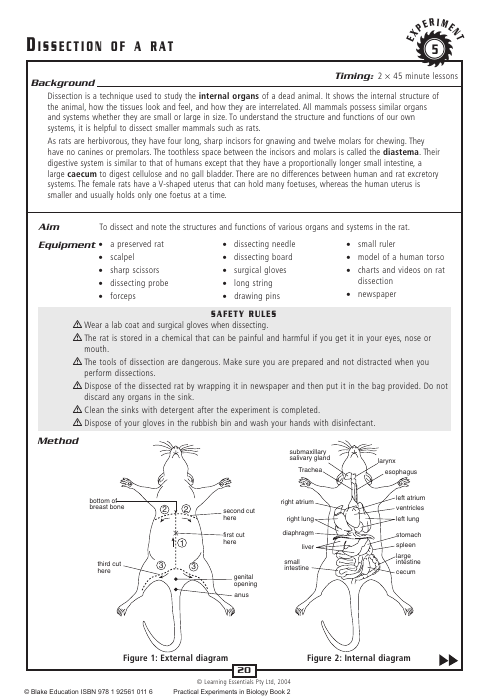 DISSECTION OF A RAT
EXPERIMENT
5
Timing: 2 × 45 minute lessons
Background
Dissection is a technique used to study the internal organs of a dead animal. It shows the internal structure of
the animal, how the tissues look and feel, and how they are interrelated. All mammals possess similar organs
and systems whether they are small or large in size. To understand the structure and functions of our own
systems, it is helpful to dissect smaller mammals such as rats.
As rats are herbivorous, they have four long, sharp incisors for gnawing and twelve molars for chewing. They
have no canines or premolars. The toothless space between the incisors and molars is called the diastema. Their
digestive system is similar to that of humans except that they have a proportionally longer small intestine, a
large caecum to digest cellulose and no gall bladder. There are no differences between human and rat excretory
systems. The female rats have a V-shaped uterus that can hold many foetuses, whereas the human uterus is
smaller and usually holds only one foetus at a time.
Aim
To dissect and note the structures and functions of various organs and systems in the rat.
Equipment
• a preserved rat
• scalpel
• sharp scissors
• dissecting probe
• forceps
• dissecting needle
• dissecting board
• surgical gloves
• long string
• drawing pins
• small ruler
• model of a human torso
• charts and videos on rat
dissection
• newspaper
SAFETY RULES
Wear a lab coat and surgical gloves when dissecting.
The rat is stored in a chemical that can be painful and harmful if you get it in your eyes, nose or
mouth.
The tools of dissection are dangerous. Make sure you are prepared and not distracted when you
perform dissections.
Dispose of the dissected rat by wrapping it in newspaper and then put it in the bag provided. Do not
discard any organs in the sink.
Clean the sinks with detergent after the experiment is completed.
Dispose of your gloves in the rubbish bin and wash your hands with disinfectant.
Method
bottom of
breast bone
2
2
second cut
here
first cut
here
1
third cut
here
3
3
genital
opening
anus
Figure 1: External diagram
submaxillary
salivary gland
Trachea
larynx
esophagus
right atrium
left atrium
ventricles
right lung
left lung
diaphragm
stomach
liver
spleen
small
intestine
large
intestine
cecum
Figure 2: Internal diagram
20
© Learning Essentials Pty Ltd, 2004
© Blake Education ISBN 978 1 92561 011 6 Practical Experiments in Biology Book 2